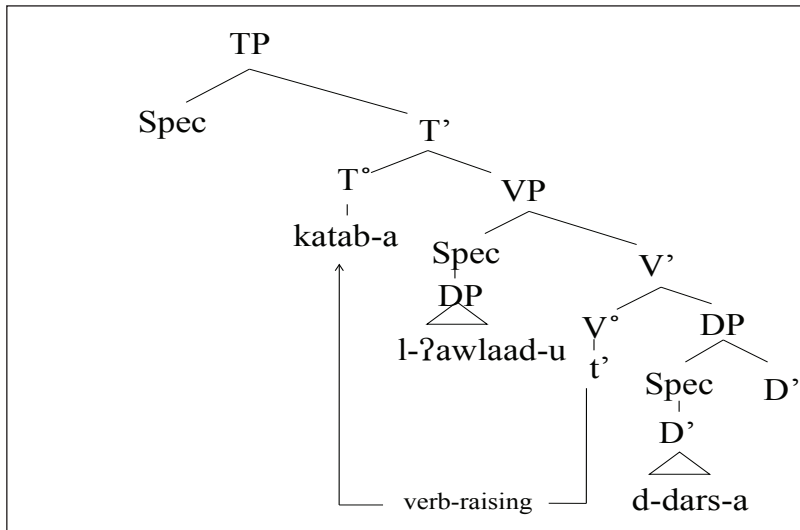 TP
Spec T’
T° VP
katab-a Spec V’
DP V° DP
l-ʔawlaad-u t’ Spec D’
D’
verb-raising d-dars-a